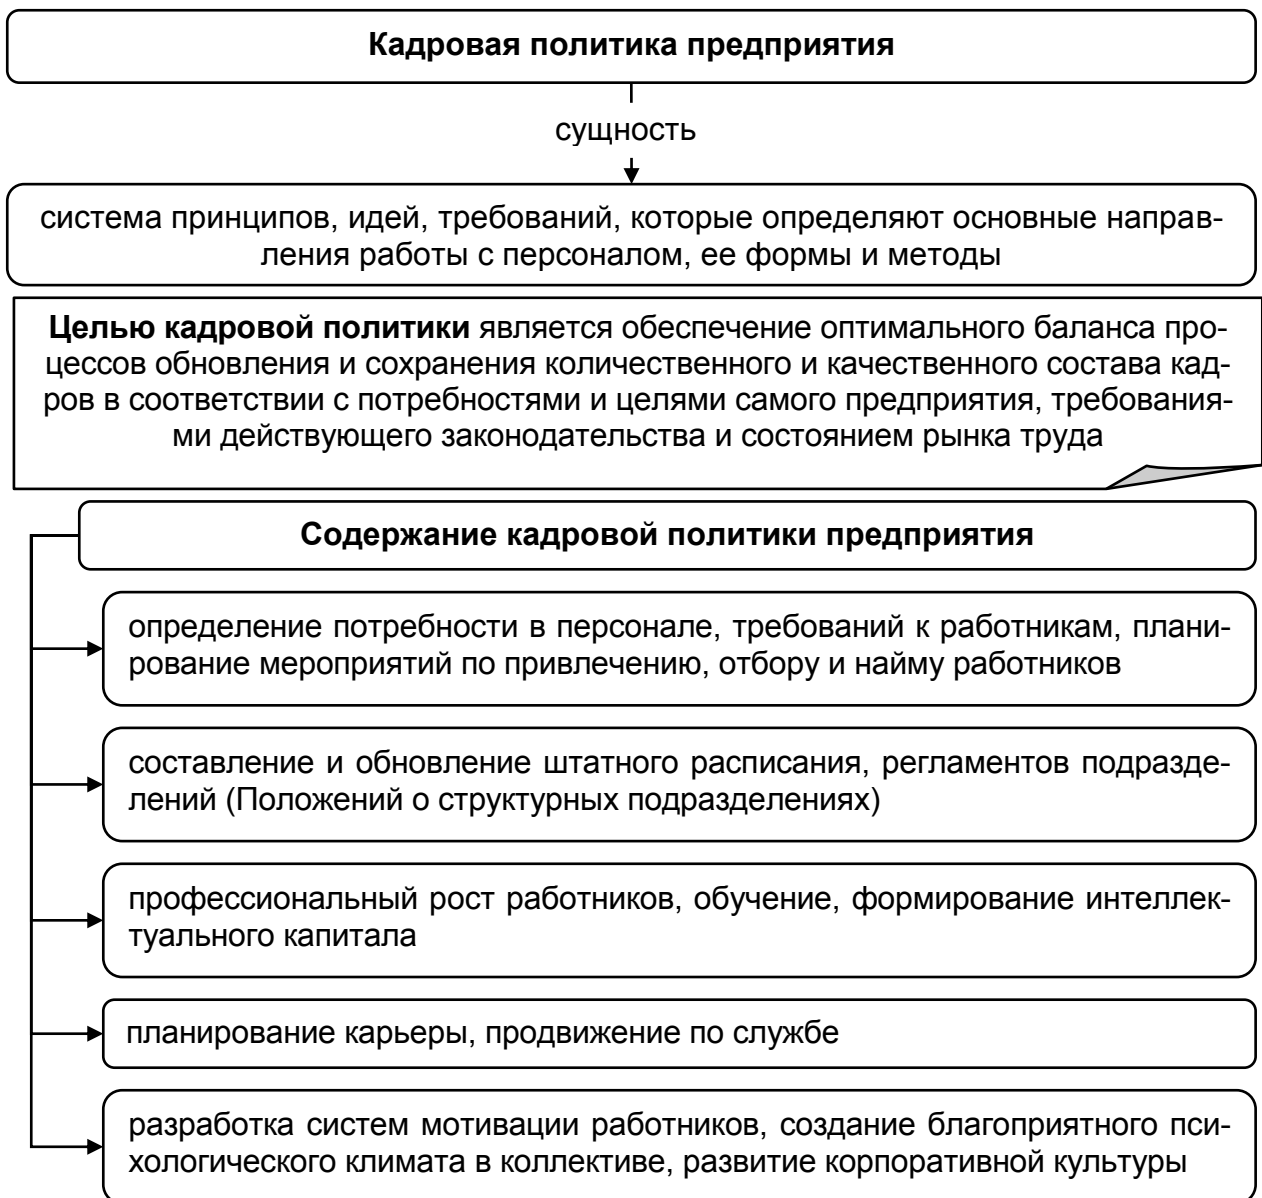 Кадровая политика предприятия
сущность
система принципов, идей, требований, которые определяют основные направ-
ления работы с персоналом, ее формы и методы
Целью кадровой политики является обеспечение оптимального баланса про-
цессов обновления и сохранения количественного и качественного состава кад-
ров в соответствии с потребностями и целями самого предприятия, требования-
ми действующего законодательства и состоянием рынка труда
Содержание кадровой политики предприятия
определение потребности в персонале, требований к работникам, плани-
рование мероприятий по привлечению, отбору и найму работников
составление и обновление штатного расписания, регламентов подразде-
лений (Положений о структурных подразделениях)
профессиональный рост работников, обучение, формирование интеллек-
туального капитала
планирование карьеры, продвижение по службе
разработка систем мотивации работников, создание благоприятного пси-
хологического климата в коллективе, развитие корпоративной культуры